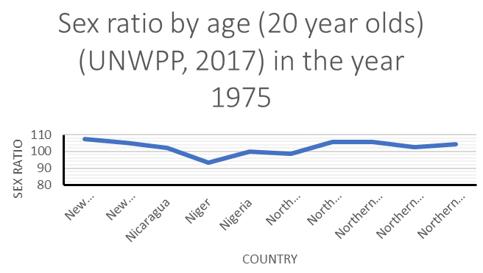 Sex ratio by age (20 year olds)
(UNWPP, 2017) in the year
1975
SEX RATIO
110
100
90
80
New...
New...
Nicaragua
Niger
Nigeria
North...
North...
Northern...
Northern...
Northern...
COUNTRY